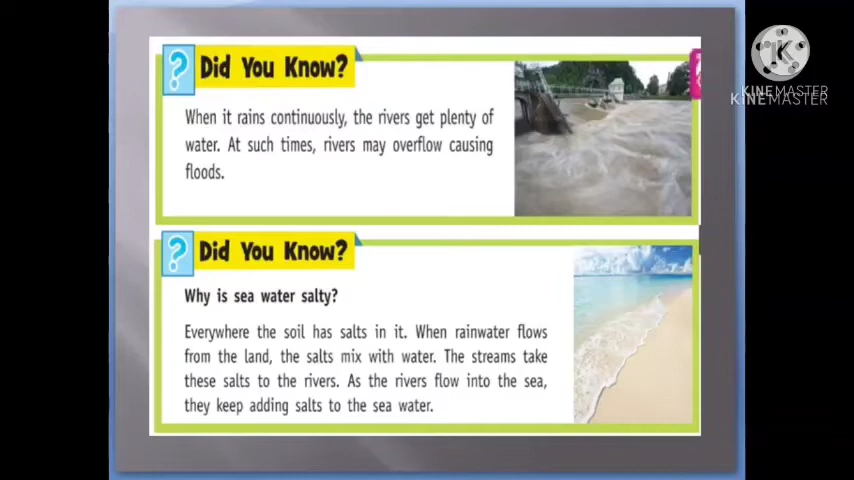 ? Did You Know?
When it rains continuously, the rivers get plenty of
water. At such times, rivers may overflow causing
floods.
? Did You Know?
Why is sea water salty?
Everywhere the soil has salts in it. When rainwater flows
from the land, the salts mix with water. The streams take
these salts to the rivers. As the rivers flow into the sea,
they keep adding salts to the sea water.
K
KINEMASTER
KINEMASTER